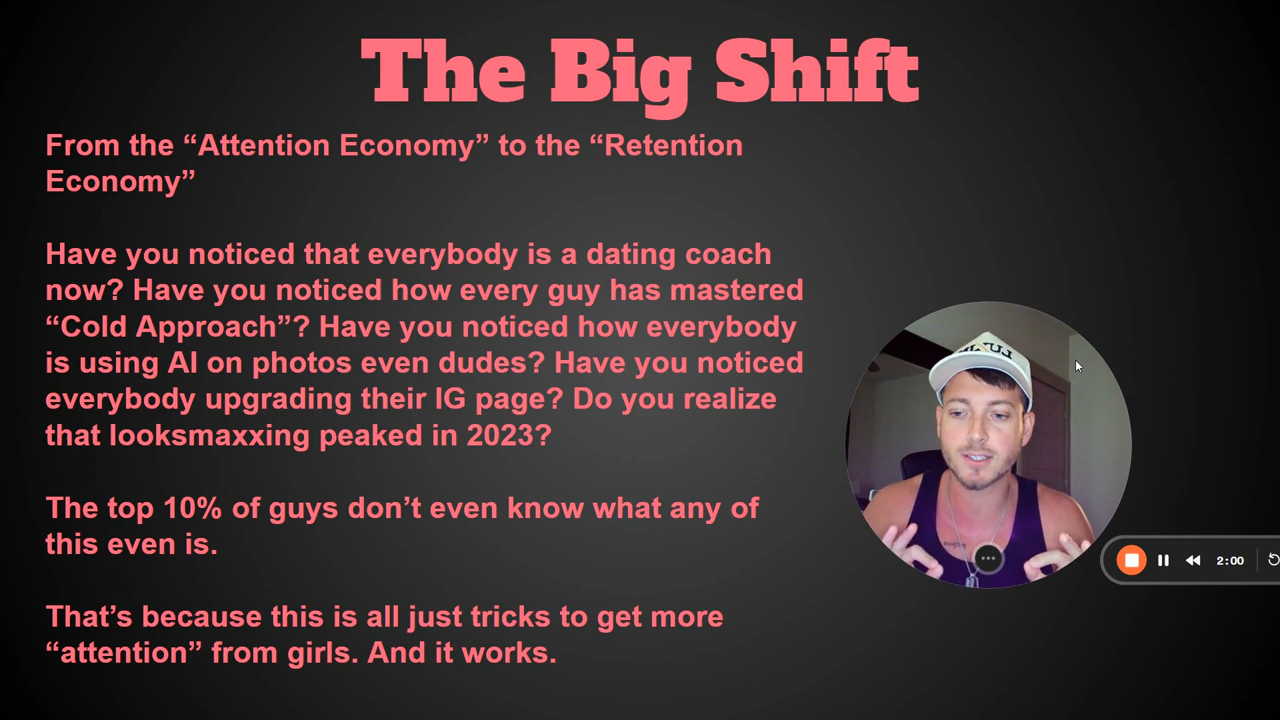 The Big Shift
From the “Attention Economy” to the “Retention
Economy”
Have you noticed that everybody is a dating coach
now? Have you noticed how every guy has mastered
“Cold Approach”? Have you noticed how everybody
is using AI on photos even dudes? Have you noticed
everybody upgrading their IG page? Do you realize
that looksmaxxing peaked in 2023?
The top 10% of guys don’t even know what any of
this even is.
That’s because this is all just tricks to get more
“attention” from girls. And it works.
2:00